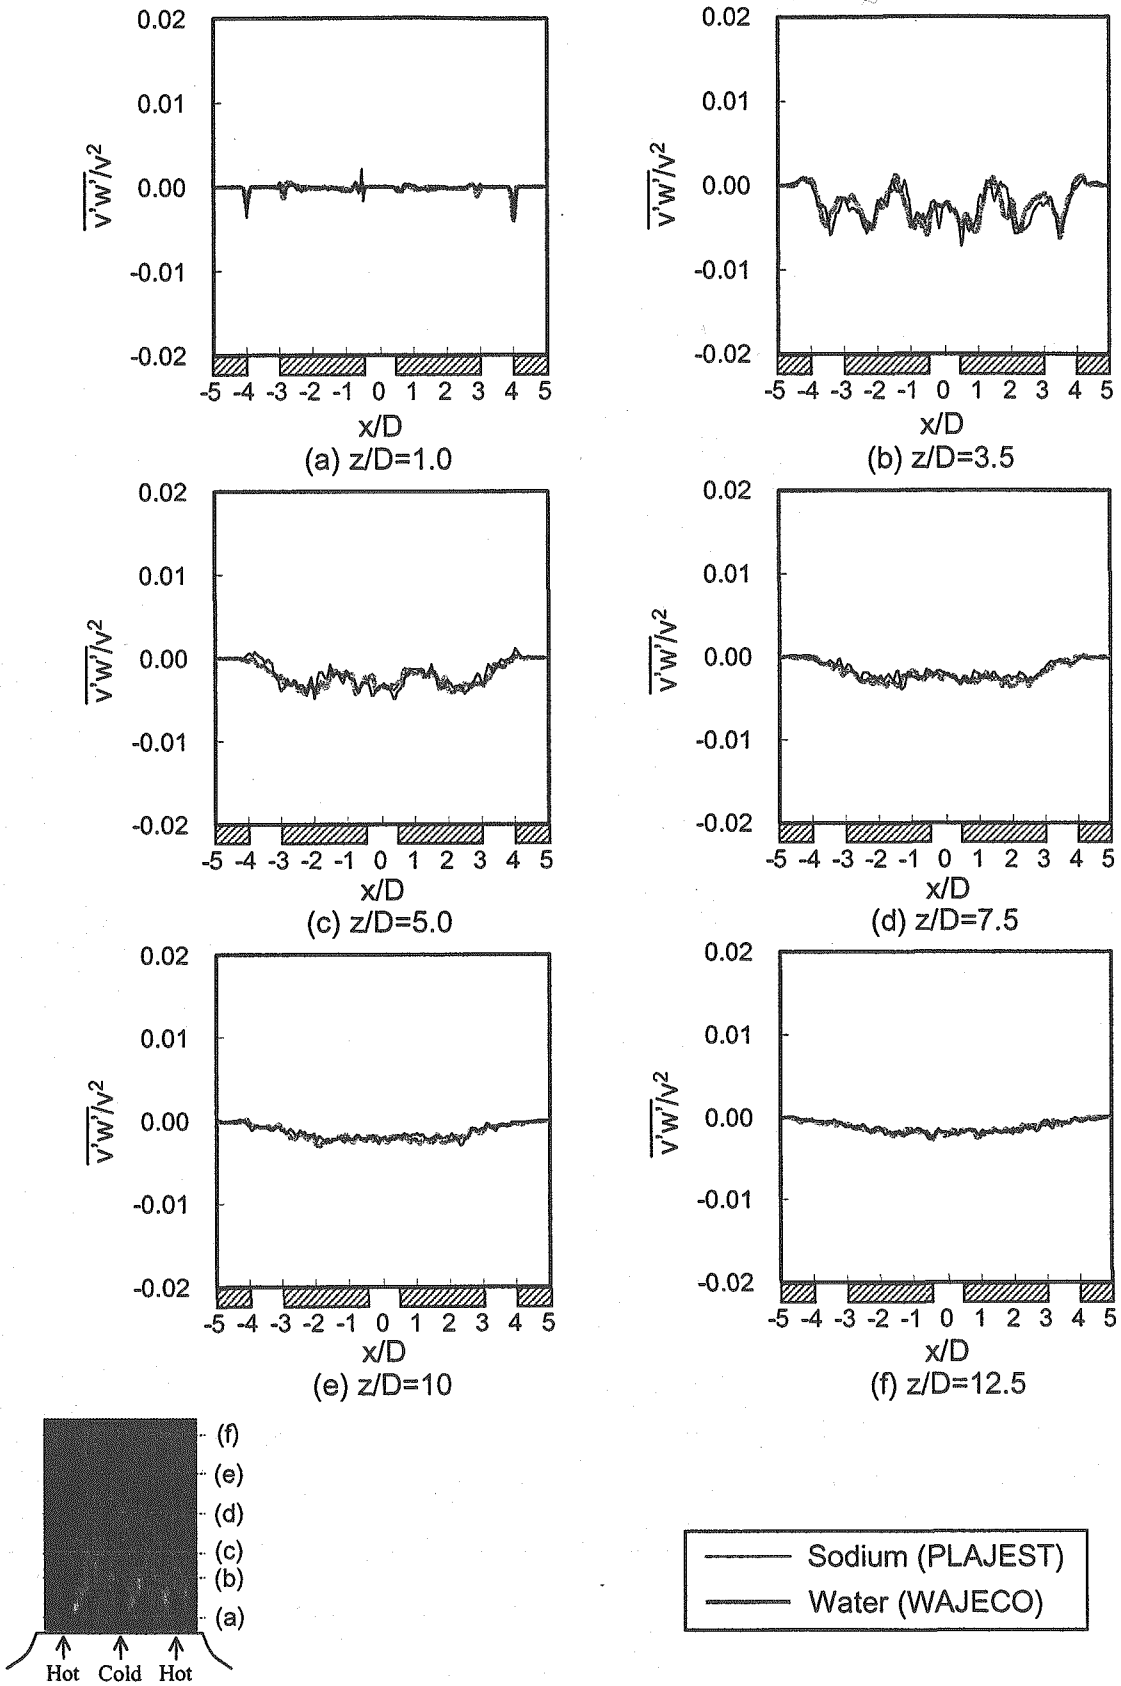 0.02
0.01
0.00
-0.01
-0.02
v'w'/v²
-5 -4 -3 -2 -1 0 1 2 3 4 5
x/D
(a) z/D=1.0
0.02
0.01
0.00
-0.01
-0.02
v'w'/v²
-5 -4 -3 -2 -1 0 1 2 3 4 5
x/D
(b) z/D=3.5
0.02
0.01
0.00
-0.01
-0.02
v'w'/v²
-5 -4 -3 -2 -1 0 1 2 3 4 5
x/D
(c) z/D=5.0
0.02
0.01
0.00
-0.01
-0.02
v'w'/v²
-5 -4 -3 -2 -1 0 1 2 3 4 5
x/D
(d) z/D=7.5
0.02
0.01
0.00
-0.01
-0.02
v'w'/v²
-5 -4 -3 -2 -1 0 1 2 3 4 5
x/D
(e) z/D=10
0.02
0.01
0.00
-0.01
-0.02
v'w'/v²
-5 -4 -3 -2 -1 0 1 2 3 4 5
x/D
(f) z/D=12.5
(f)
(e)
(d)
(c)
(b)
(a)
Hot Cold Hot
Sodium (PLAJEST)
Water (WAJECO)